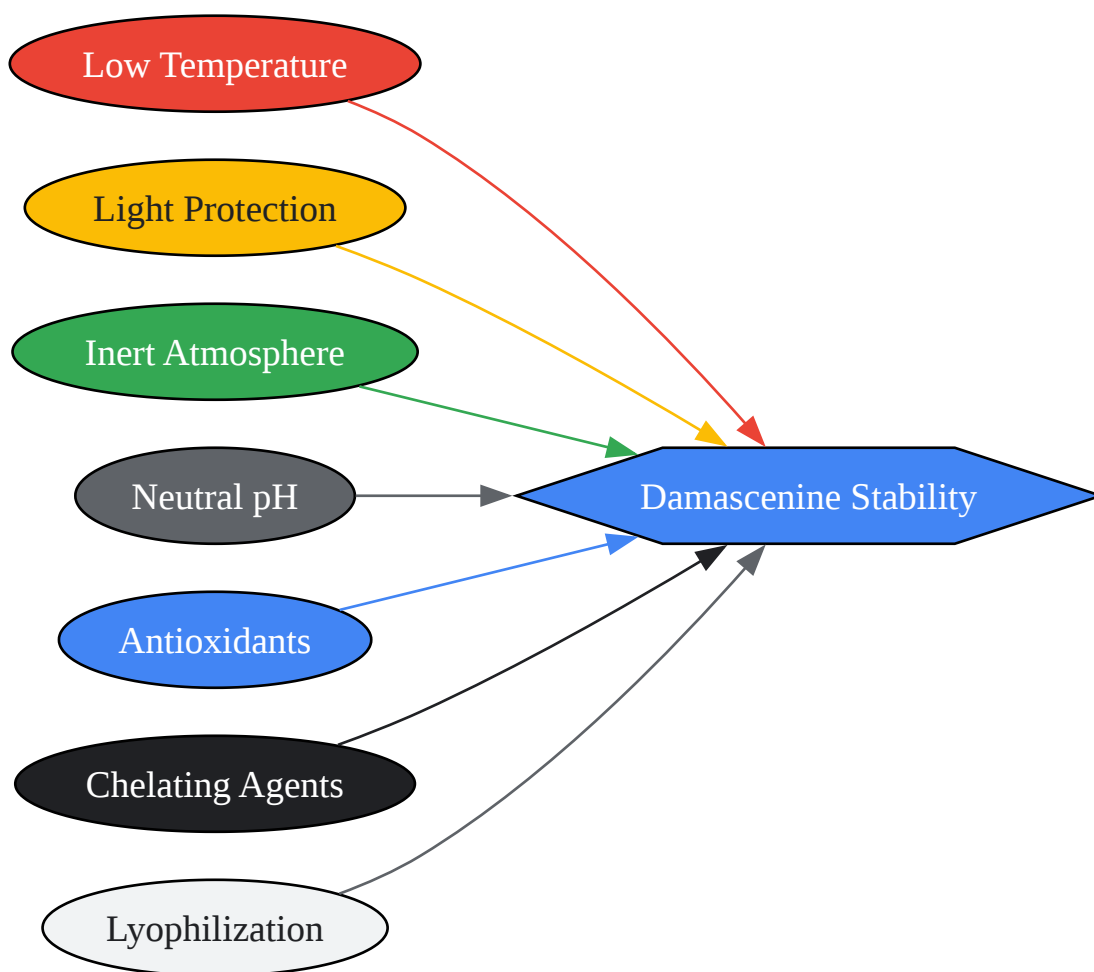 Low Temperature
Light Protection
Inert Atmosphere
Neutral pH
Damascenine Stability
Antioxidants
Chelating Agents
Lyophilization